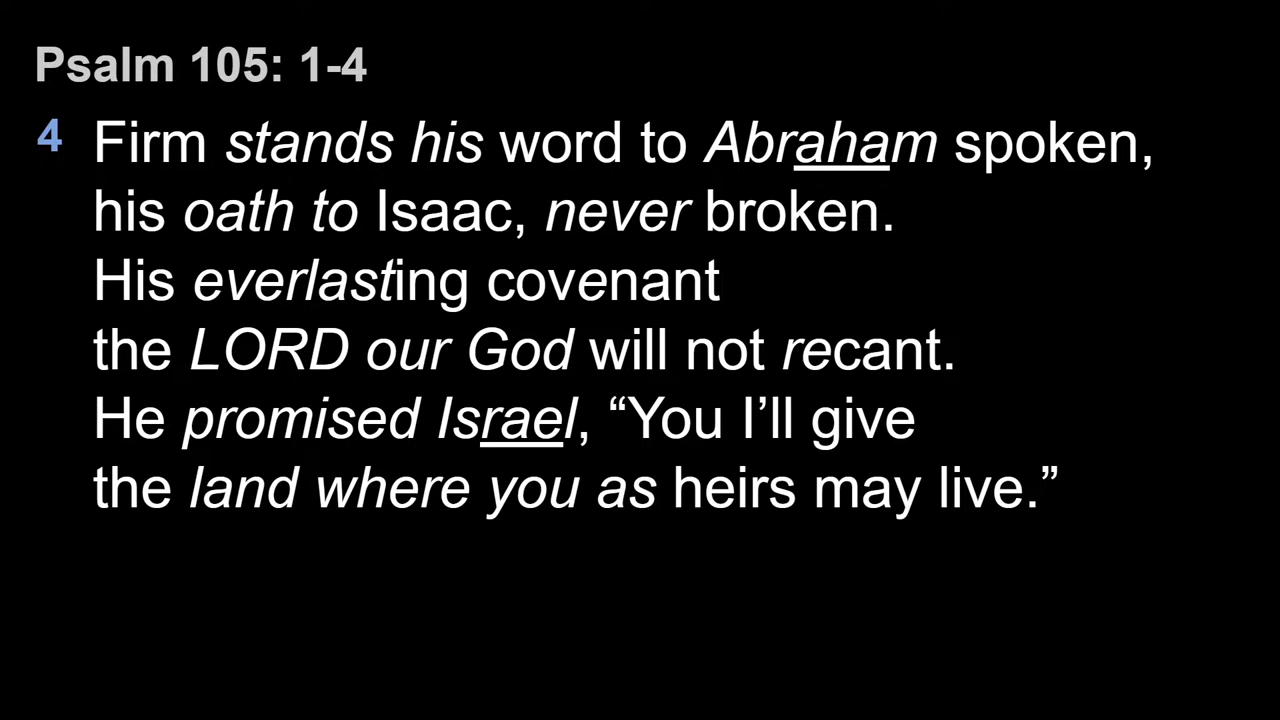 Psalm 105: 1-4
4 Firm stands his word to Abraham spoken,
his oath to Isaac, never broken.
His everlasting covenant
the LORD our God will not recant.
He promised Israel, “You I’ll give
the land where you as heirs may live.”